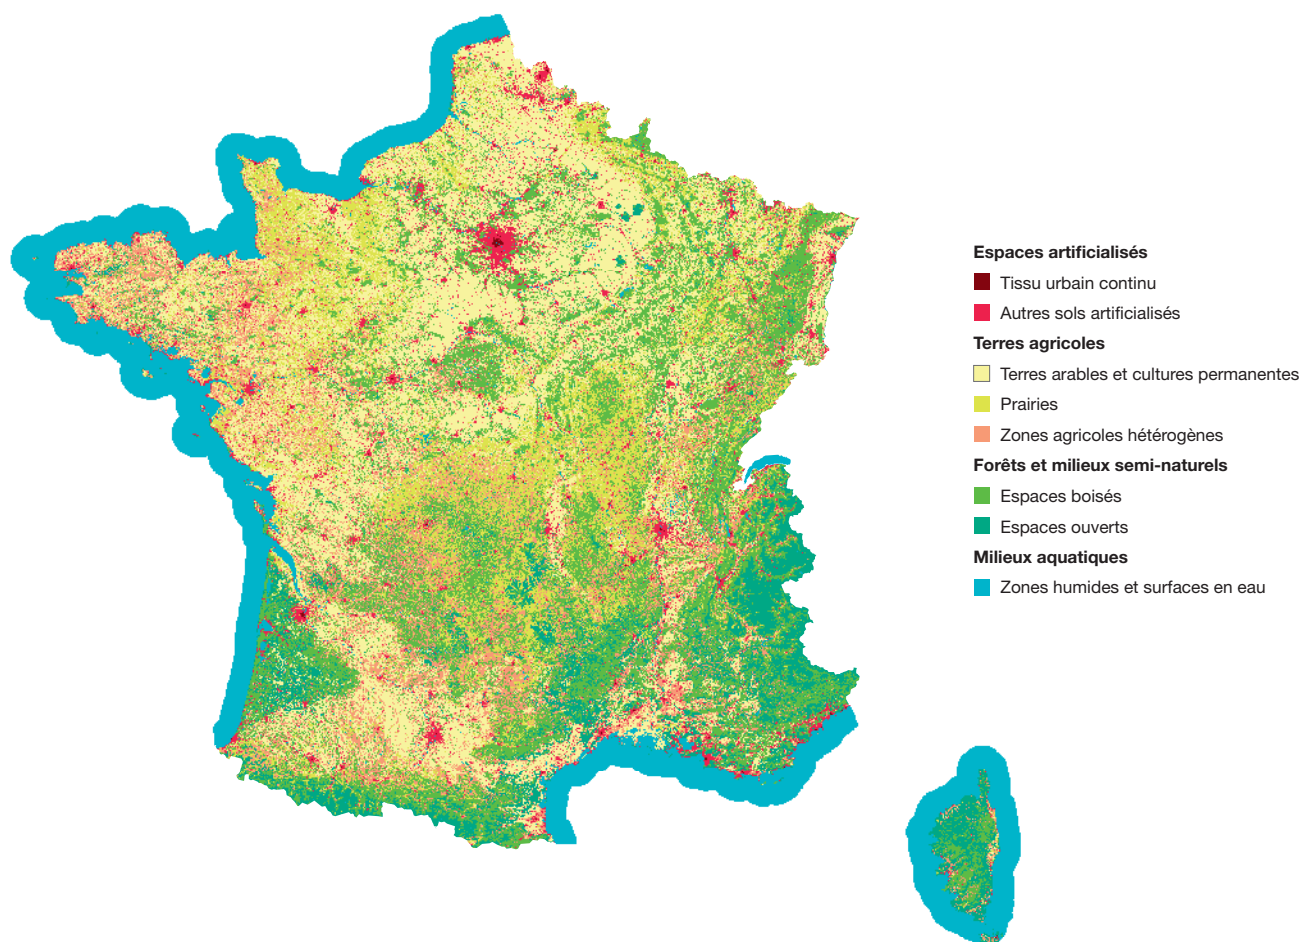 Espaces artificialisés
Tissu urbain continu
Autres sols artificialisés
Terres agricoles
Terres arables et cultures permanentes
Prairies
Zones agricoles hétérogènes
Forêts et milieux semi-naturels
Espaces boisés
Espaces ouverts
Milieux aquatiques
Zones humides et surfaces en eau